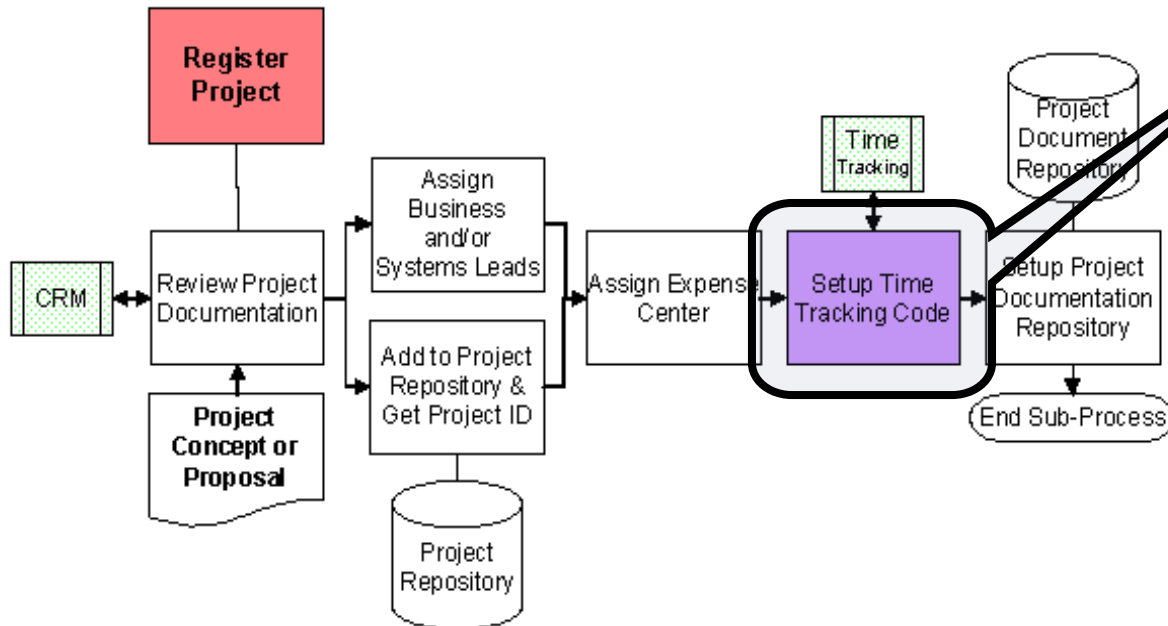 Register
Project
Project
Document
Repository
Time
Tracking
Assign
Business
and/or
Systems Leads
CRM
Review Project
Documentation
Assign Expense
Center
Setup Time
Tracking Code
Setup Project
Documentation
Repository
Add to Project
Repository &
Get Project ID
Project
Concept or
Proposal
End Sub-Process
Project
Repository